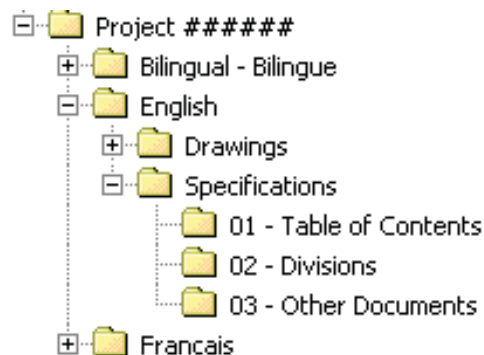 Project ######
Bilingual - Bilingue
English
Drawings
Specifications
01 - Table of Contents
02 - Divisions
03 - Other Documents
Francais